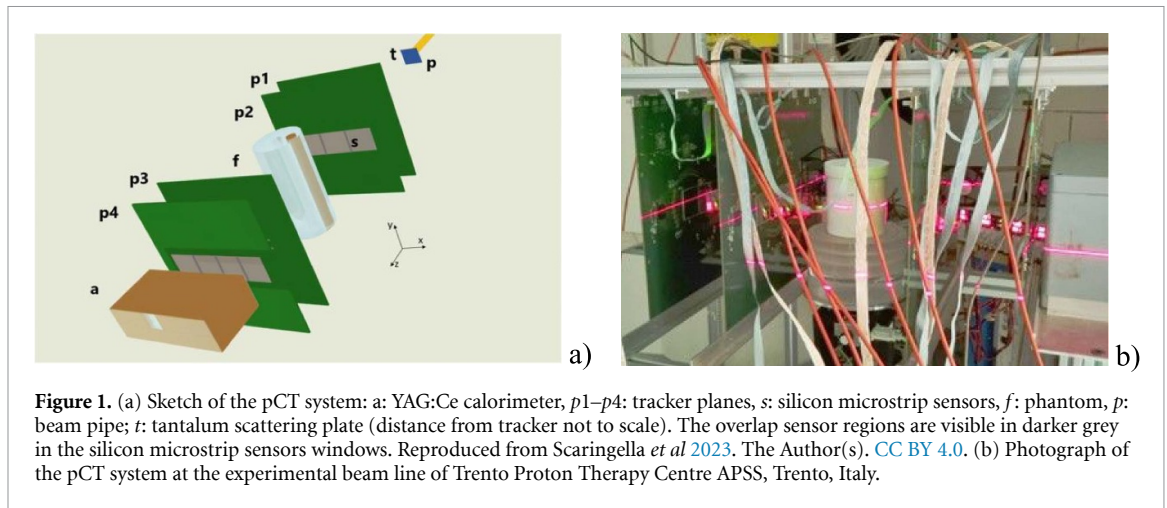 t
p
p1
p2
s
f
p3
p4
y
x
z
a
a)
b)
Figure 1. (a) Sketch of the pCT system: a: YAG:Ce calorimeter, p1–p4: tracker planes, s: silicon microstrip sensors, f: phantom, p:
beam pipe; t: tantalum scattering plate (distance from tracker not to scale). The overlap sensor regions are visible in darker grey
in the silicon microstrip sensors windows. Reproduced from Scaringella et al 2023. The Author(s). CC BY 4.0. (b) Photograph of
the pCT system at the experimental beam line of Trento Proton Therapy Centre APSS, Trento, Italy.